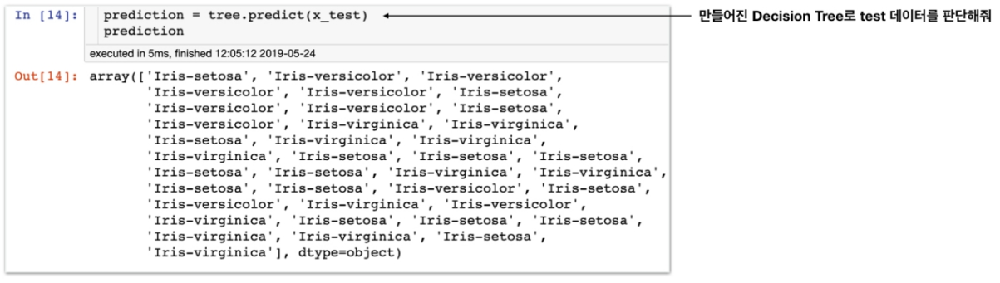 In [14]: prediction = tree.predict(x_test) 만들어진 Decision Tree로 test 데이터를 판단해줘
prediction
executed in 5ms, finished 12:05:12 2019-05-24
Out[14]: array(['Iris-setosa', 'Iris-versicolor', 'Iris-versicolor',
'Iris-versicolor', 'Iris-versicolor', 'Iris-setosa',
'Iris-versicolor', 'Iris-versicolor', 'Iris-setosa',
'Iris-versicolor', 'Iris-virginica', 'Iris-virginica',
'Iris-setosa', 'Iris-virginica', 'Iris-virginica',
'Iris-virginica', 'Iris-setosa', 'Iris-setosa', 'Iris-setosa',
'Iris-setosa', 'Iris-setosa', 'Iris-virginica', 'Iris-virginica',
'Iris-setosa', 'Iris-setosa', 'Iris-versicolor', 'Iris-setosa',
'Iris-versicolor', 'Iris-virginica', 'Iris-versicolor',
'Iris-virginica', 'Iris-setosa', 'Iris-setosa', 'Iris-setosa',
'Iris-virginica', 'Iris-virginica', 'Iris-setosa',
'Iris-virginica'], dtype=object)